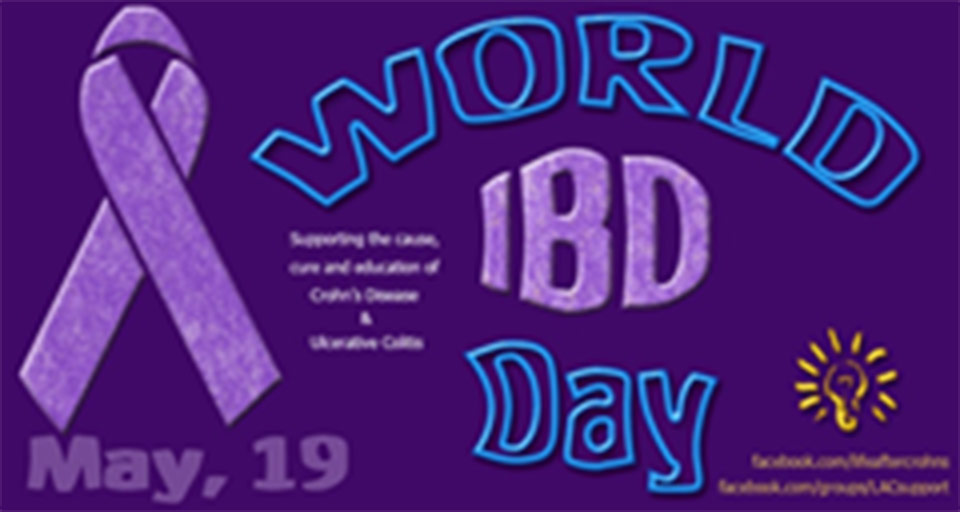 WORLD
IBD
Day
Supporting the cause,
cure and education of
Crohn's Disease
&
Ulcerative Colitis
May, 19
facebook.com/lifeaftercrohns
facebook.com/groups/LACsupport